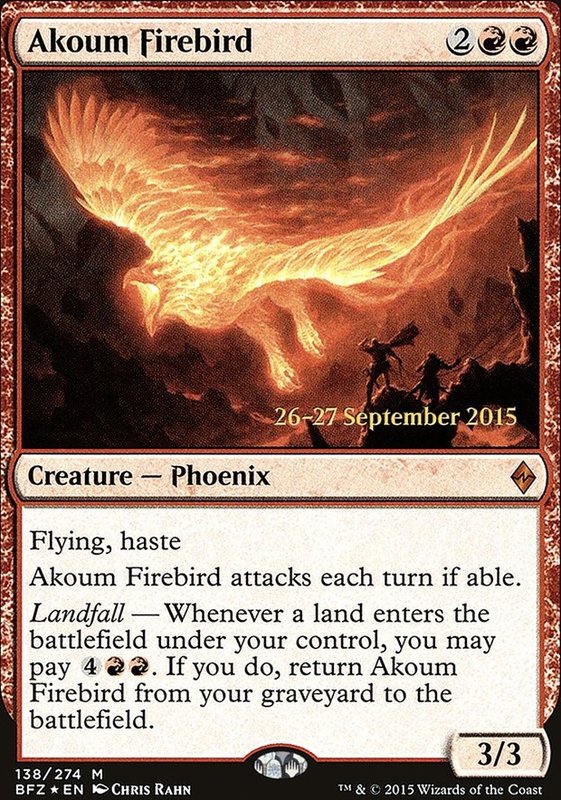 Akoum Firebird 2
26–27 September 2015
Creature — Phoenix
Flying, haste
Akoum Firebird attacks each turn if able.
Landfall — Whenever a land enters the
battlefield under your control, you may
pay 4. If you do, return Akoum
Firebird from your graveyard to the
battlefield.
3/3
138/274 M
BFZ ★ EN Chris Rahn
™ & © 2015 Wizards of the Coast